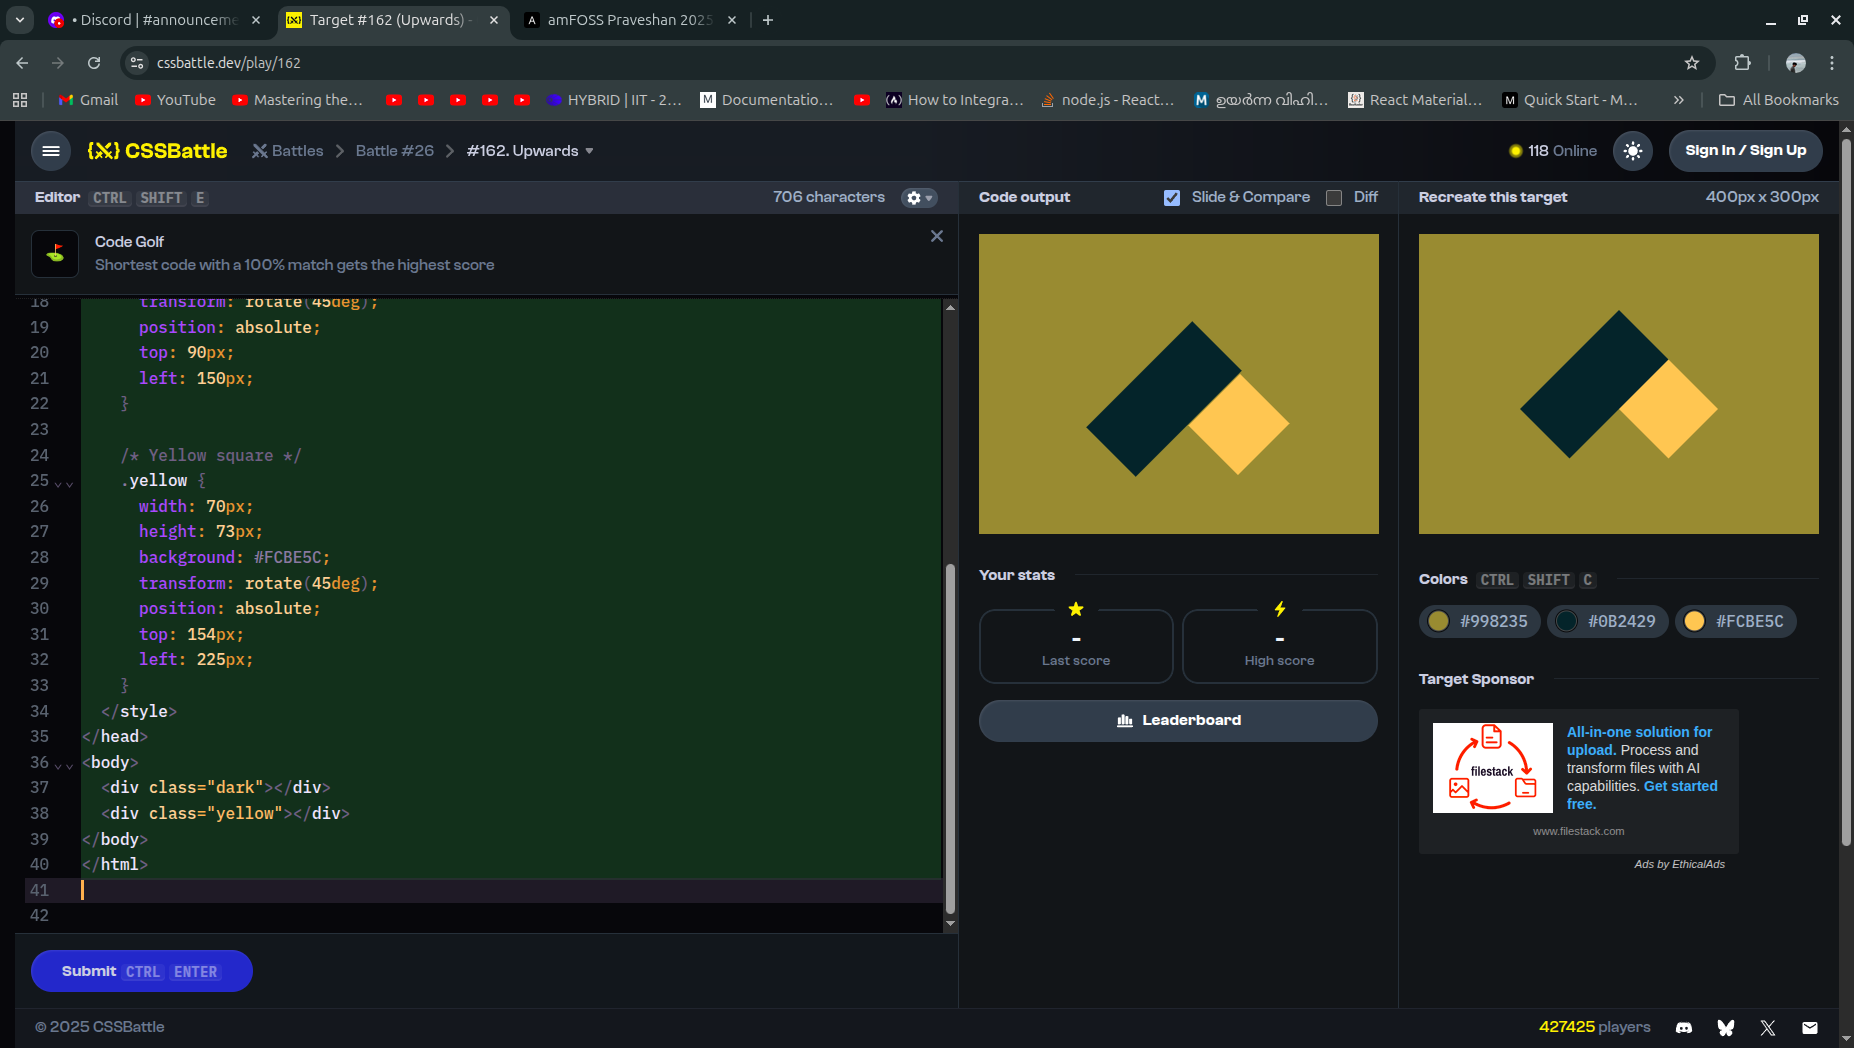 • Discord | #announceme
Target #162 (Upwards) -
amFOSS Praveshan 2025
cssbattle.dev/play/162
Gmail
YouTube
Mastering the...
HYBRID | IIT - 2...
Documentatio...
How to Integra...
node.js - React...
ഉയർന്ന വിഹി...
React Material...
Quick Start - M...
All Bookmarks
CSSBattle
Battles
Battle #26
#162. Upwards
118 Online
Sign In / Sign Up
Editor CTRL SHIFT E
706 characters
Code Golf
Shortest code with a 100% match gets the highest score
18 transform: rotate(45deg);
19 position: absolute;
20 top: 90px;
21 left: 150px;
22 }
23
24 /* Yellow square */
25 .yellow {
26 width: 70px;
27 height: 73px;
28 background: #FCBE5C;
29 transform: rotate(45deg);
30 position: absolute;
31 top: 154px;
32 left: 225px;
33 }
34 </style>
35 </head>
36 <body>
37 <div class="dark"></div>
38 <div class="yellow"></div>
39 </body>
40 </html>
41
42
Submit CTRL ENTER
Code output
Slide & Compare
Diff
Your stats
-
Last score
-
High score
Leaderboard
Recreate this target
400px x 300px
Colors CTRL SHIFT C
#998235
#0B2429
#FCBE5C
Target Sponsor
filestack
All-in-one solution for
upload. Process and
transform files with AI
capabilities. Get started
free.
www.filestack.com
Ads by EthicalAds
© 2025 CSSBattle
427425 players